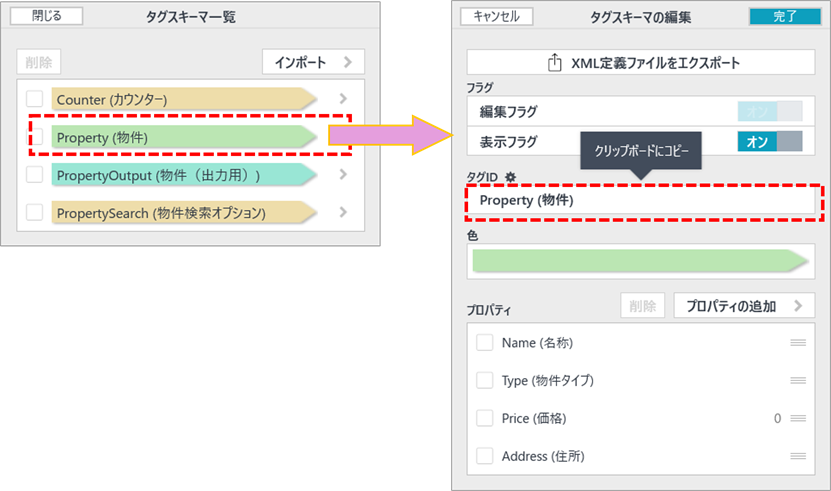 閉じる
タグスキーマ一覧
削除
インポート
Counter (カウンター)
Property (物件)
PropertyOutput (物件（出力用）)
PropertySearch (物件検索オプション)
キャンセル
タグスキーマの編集
完了
XML定義ファイルをエクスポート
フラグ
編集フラグ
オン
表示フラグ
オン
クリップボードにコピー
タグID
Property (物件)
色
プロパティ
削除
プロパティの追加
Name (名称)
Type (物件タイプ)
Price (価格)
0
Address (住所)